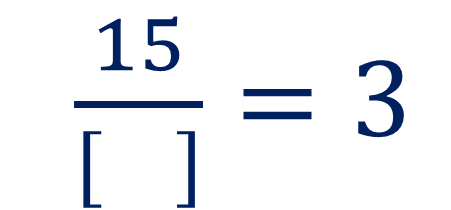 15
[ ] = 3